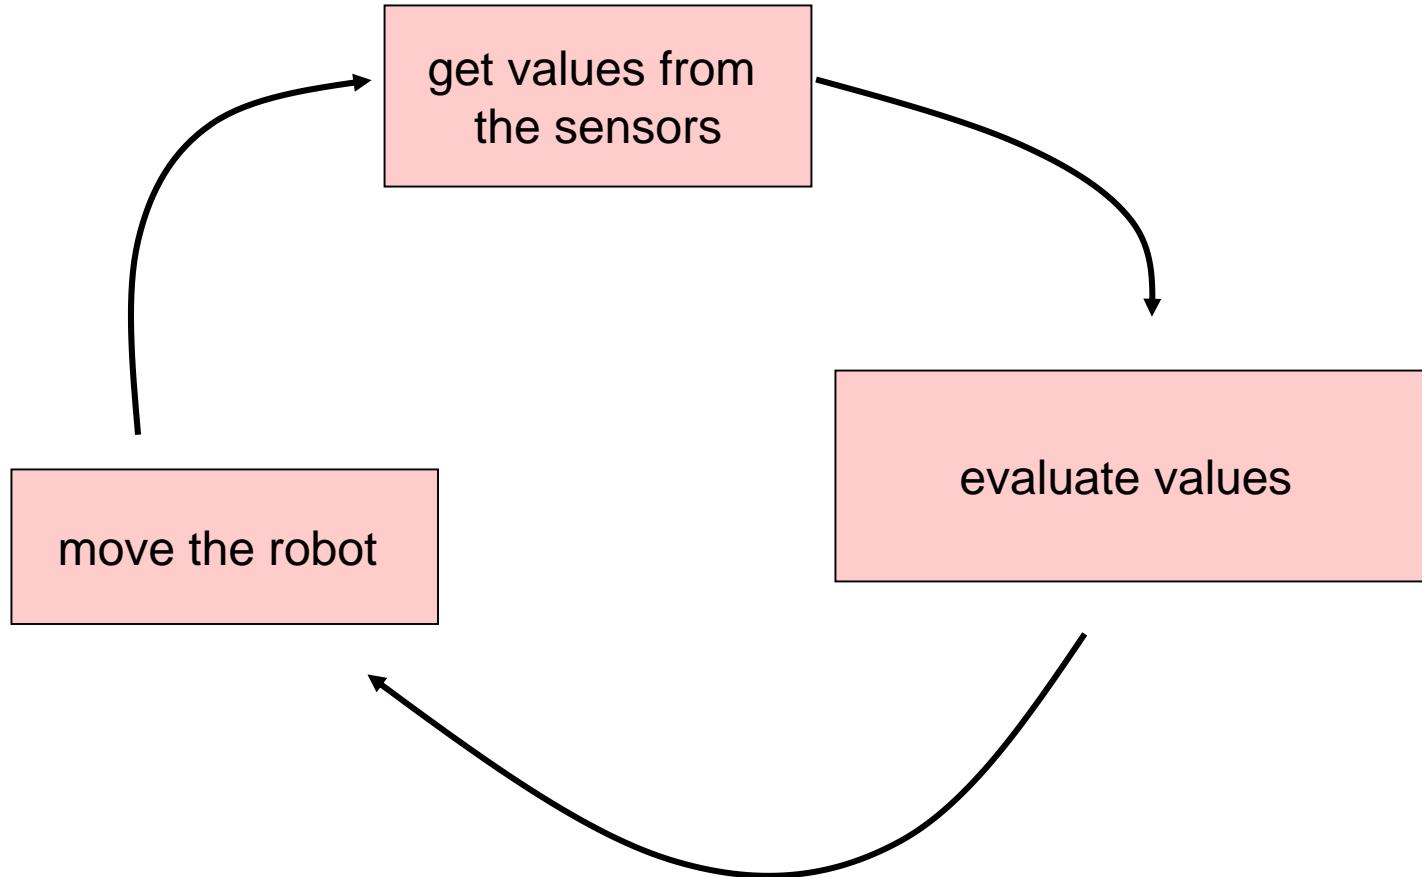 get values from
the sensors
evaluate values
move the robot